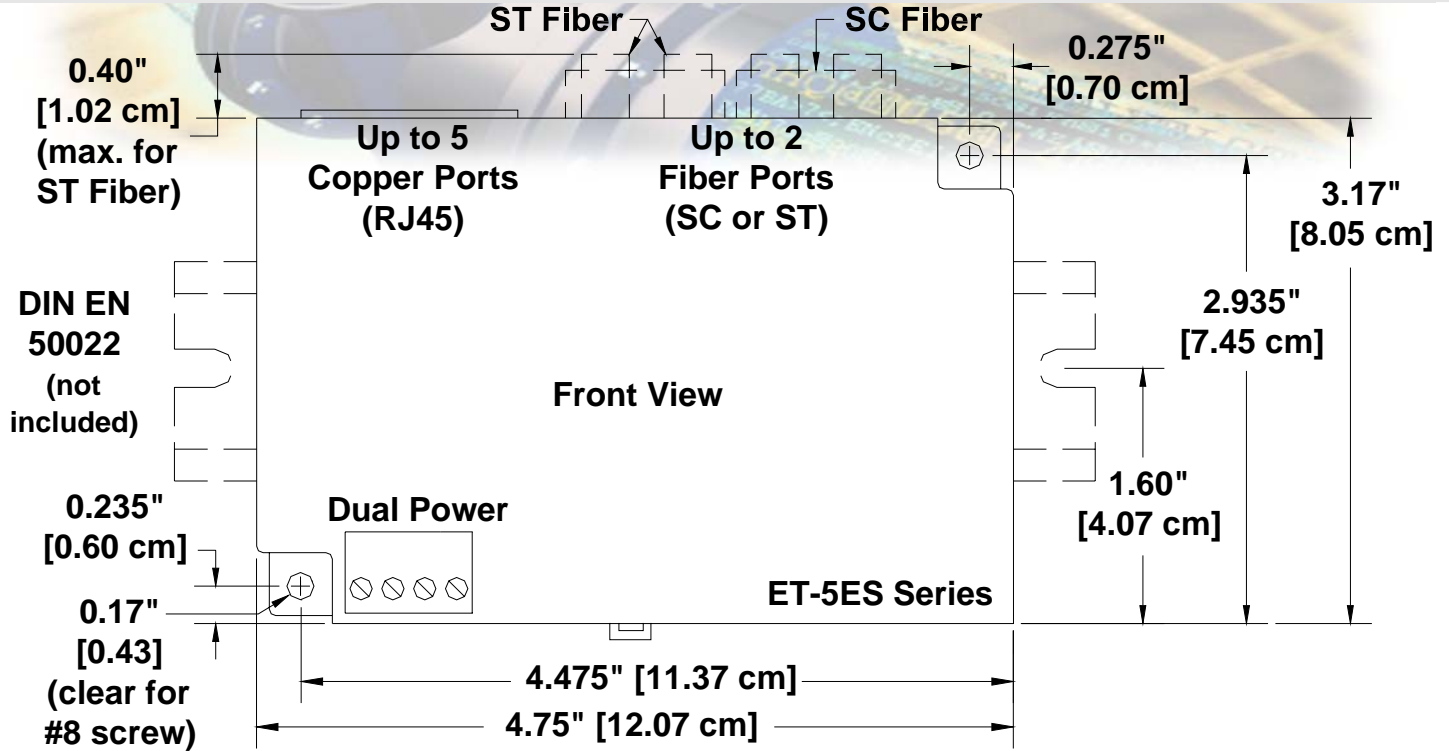 ST Fiber
SC Fiber
0.40"
[1.02 cm]
(max. for
ST Fiber)
0.275"
[0.70 cm]
Up to 5
Copper Ports
(RJ45)
Up to 2
Fiber Ports
(SC or ST)
3.17"
[8.05 cm]
DIN EN
50022
(not
included)
2.935"
[7.45 cm]
Front View
1.60"
[4.07 cm]
0.235"
[0.60 cm]
Dual Power
ET-5ES Series
0.17"
[0.43]
(clear for
#8 screw)
4.475" [11.37 cm]
4.75" [12.07 cm]